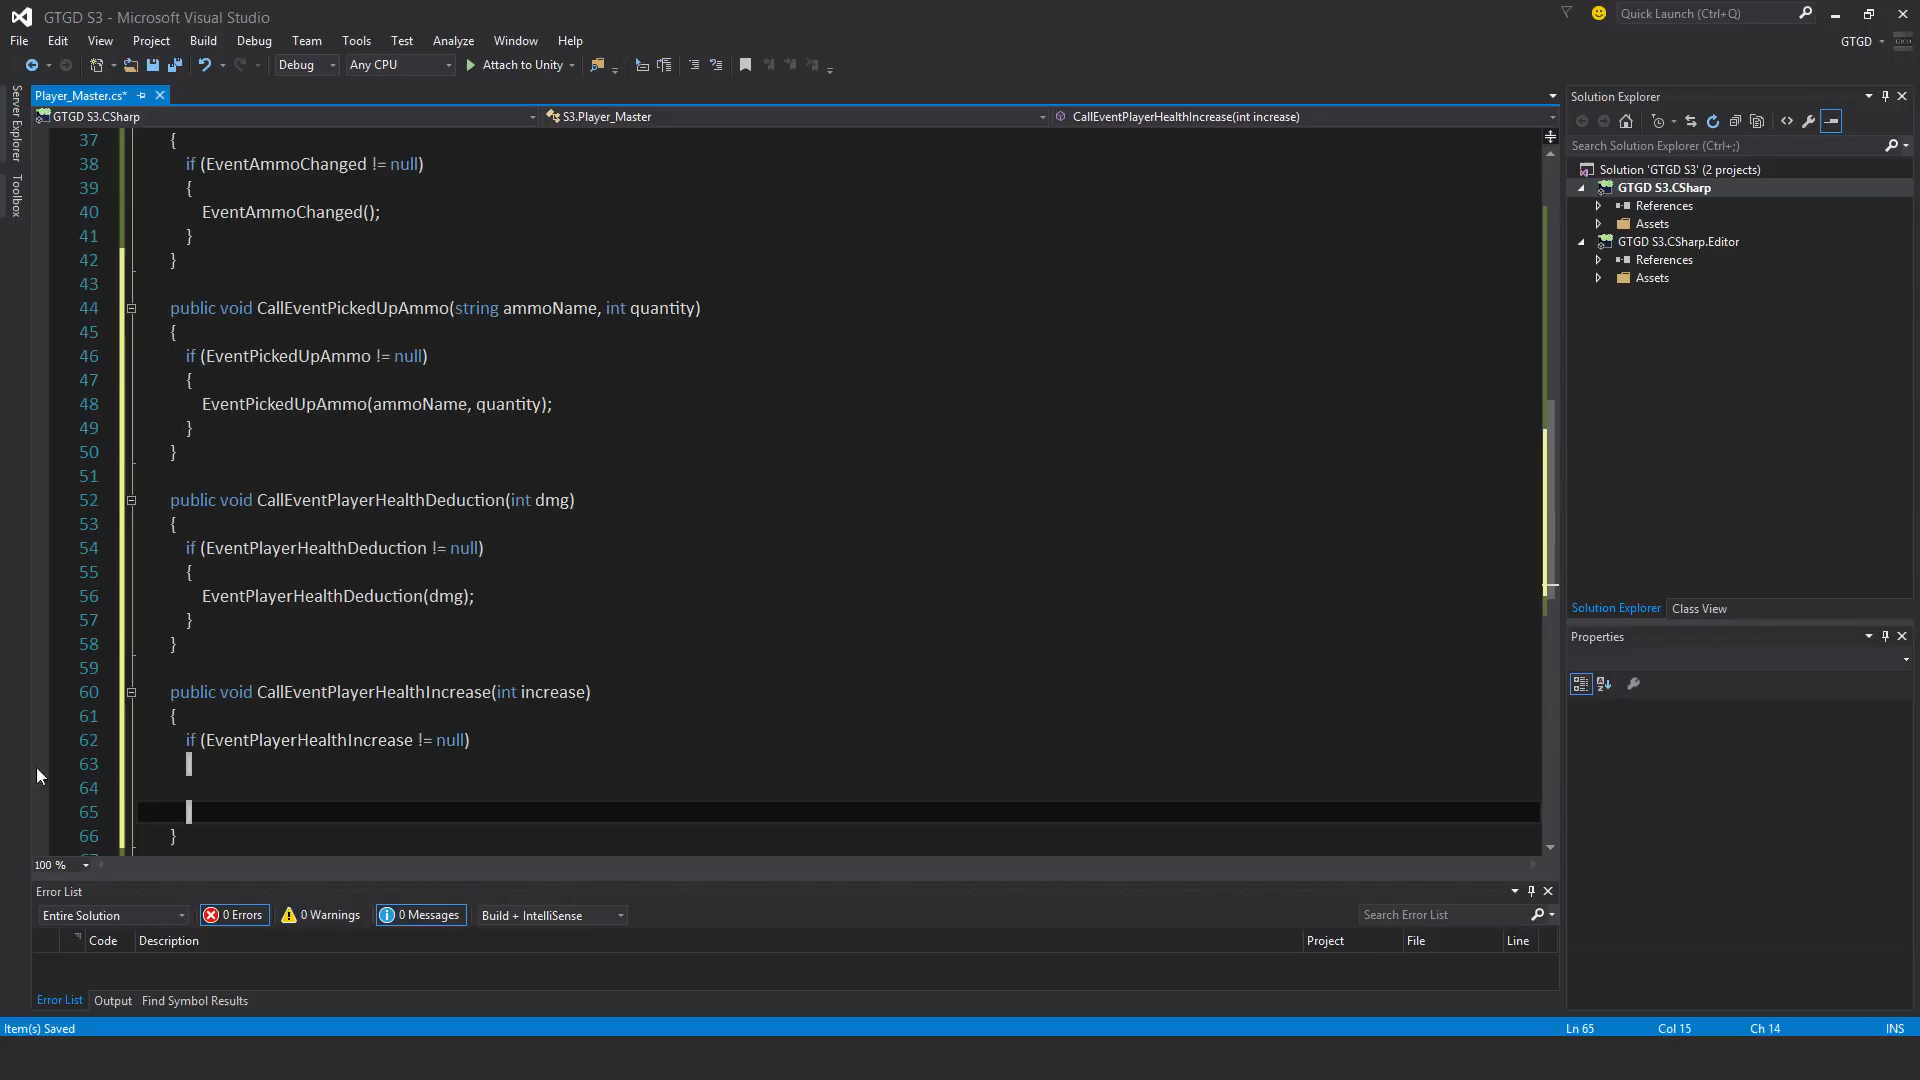 GTGD S3 - Microsoft Visual Studio
Quick Launch (Ctrl+Q)
File Edit View Project Build Debug Team Tools Test Analyze Window Help
GTGD
Debug Any CPU Attach to Unity
Server Explorer
Toolbox
Player_Master.cs*
GTGD S3.CSharp S3.Player_Master CallEventPlayerHealthIncrease(int increase)
37 {
38 if (EventAmmoChanged != null)
39 {
40 EventAmmoChanged();
41 }
42 }
43
44 public void CallEventPickedUpAmmo(string ammoName, int quantity)
45 {
46 if (EventPickedUpAmmo != null)
47 {
48 EventPickedUpAmmo(ammoName, quantity);
49 }
50 }
51
52 public void CallEventPlayerHealthDeduction(int dmg)
53 {
54 if (EventPlayerHealthDeduction != null)
55 {
56 EventPlayerHealthDeduction(dmg);
57 }
58 }
59
60 public void CallEventPlayerHealthIncrease(int increase)
61 {
62 if (EventPlayerHealthIncrease != null)
63
64
65
66 }
100 %
Solution Explorer
Search Solution Explorer (Ctrl+;)
Solution 'GTGD S3' (2 projects)
GTGD S3.CSharp
References
Assets
GTGD S3.CSharp.Editor
References
Assets
Solution Explorer Class View
Properties
Error List
Entire Solution 0 Errors 0 Warnings 0 Messages Build + IntelliSense Search Error List
Code Description Project File Line
Error List Output Find Symbol Results
Item(s) Saved Ln 65 Col 15 Ch 14 INS